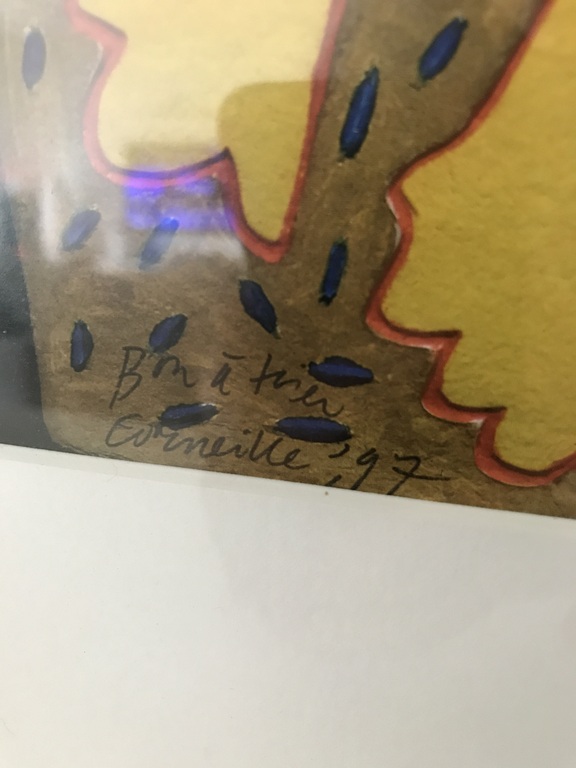 Bon à tirer
Corneille '97